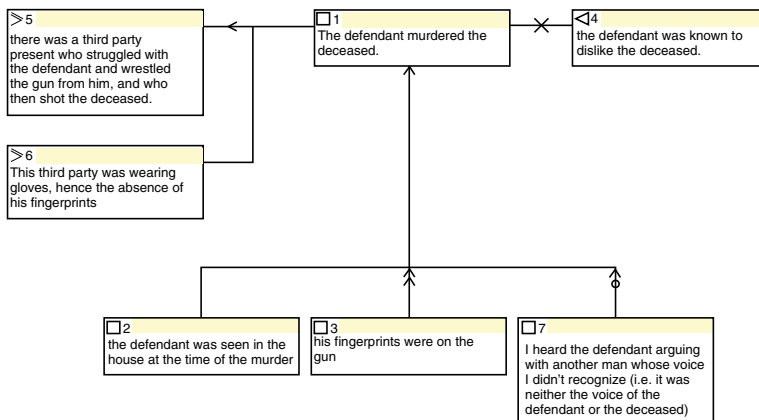 5
there was a third party
present who struggled with
the defendant and wrestled
the gun from him, and who
then shot the deceased.
1
The defendant murdered the
deceased.
4
the defendant was known to
dislike the deceased.
6
This third party was wearing
gloves, hence the absence of
his fingerprints
2
the defendant was seen in the
house at the time of the murder
3
his fingerprints were on the
gun
7
I heard the defendant arguing
with another man whose voice
I didn't recognize (i.e. it was
neither the voice of the
defendant or the deceased)